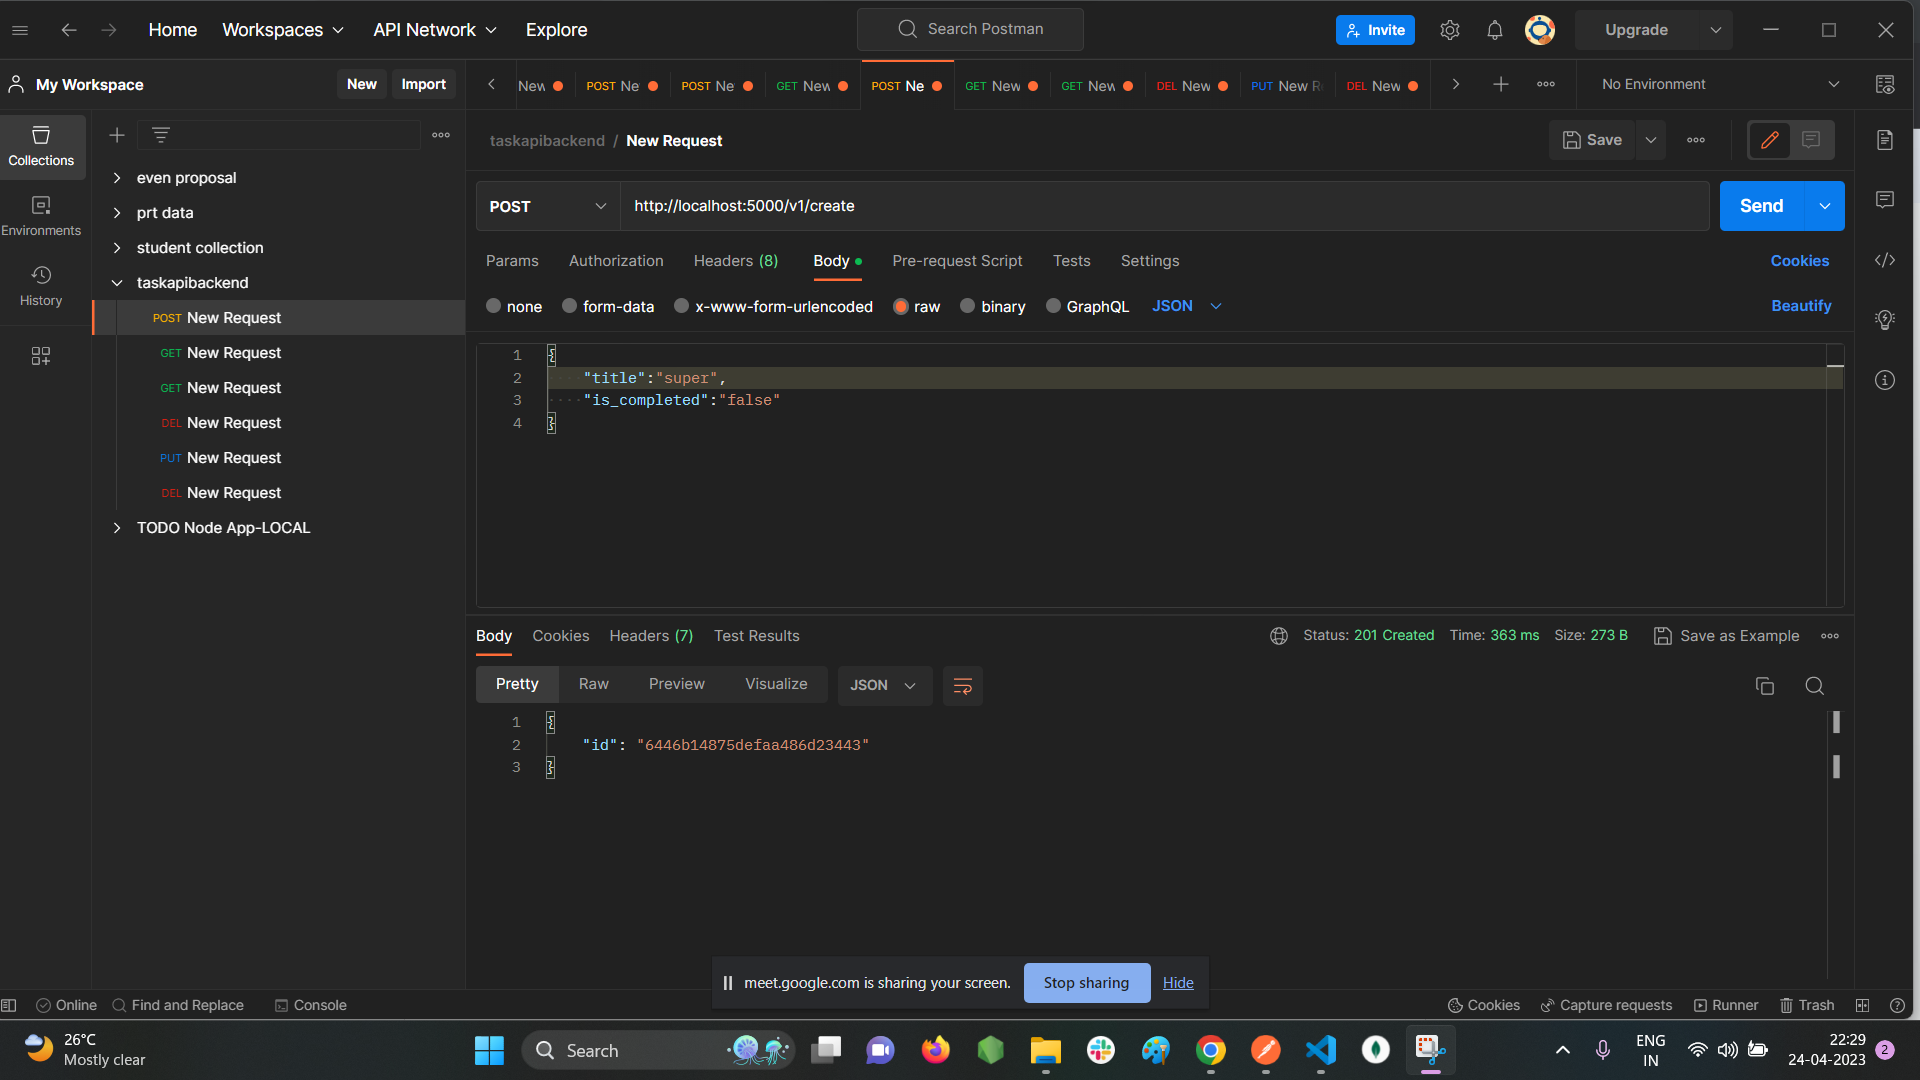 Home
Workspaces
API Network
Explore
Search Postman
Invite
Upgrade
My Workspace
New
Import
New
POST Ne
POST Ne
GET New
POST Ne
GET New
GET New
DEL New
PUT New R
DEL New
No Environment
Collections
Environments
History
even proposal
prt data
student collection
taskapibackend
POST New Request
GET New Request
GET New Request
DEL New Request
PUT New Request
DEL New Request
TODO Node App-LOCAL
taskapibackend / New Request
Save
POST
http://localhost:5000/v1/create
Send
Params
Authorization
Headers (8)
Body
Pre-request Script
Tests
Settings
Cookies
none
form-data
x-www-form-urlencoded
raw
binary
GraphQL
JSON
Beautify
1 {
2 "title":"super",
3 "is_completed":"false"
4 }
Body
Cookies
Headers (7)
Test Results
Status: 201 Created
Time: 363 ms
Size: 273 B
Save as Example
Pretty
Raw
Preview
Visualize
JSON
1 {
2 "id": "6446b14875defaa486d23443"
3 }
meet.google.com is sharing your screen.
Stop sharing
Hide
Online
Find and Replace
Console
Cookies
Capture requests
Runner
Trash
26°C
Mostly clear
Search
ENG
IN
22:29
24-04-2023
2